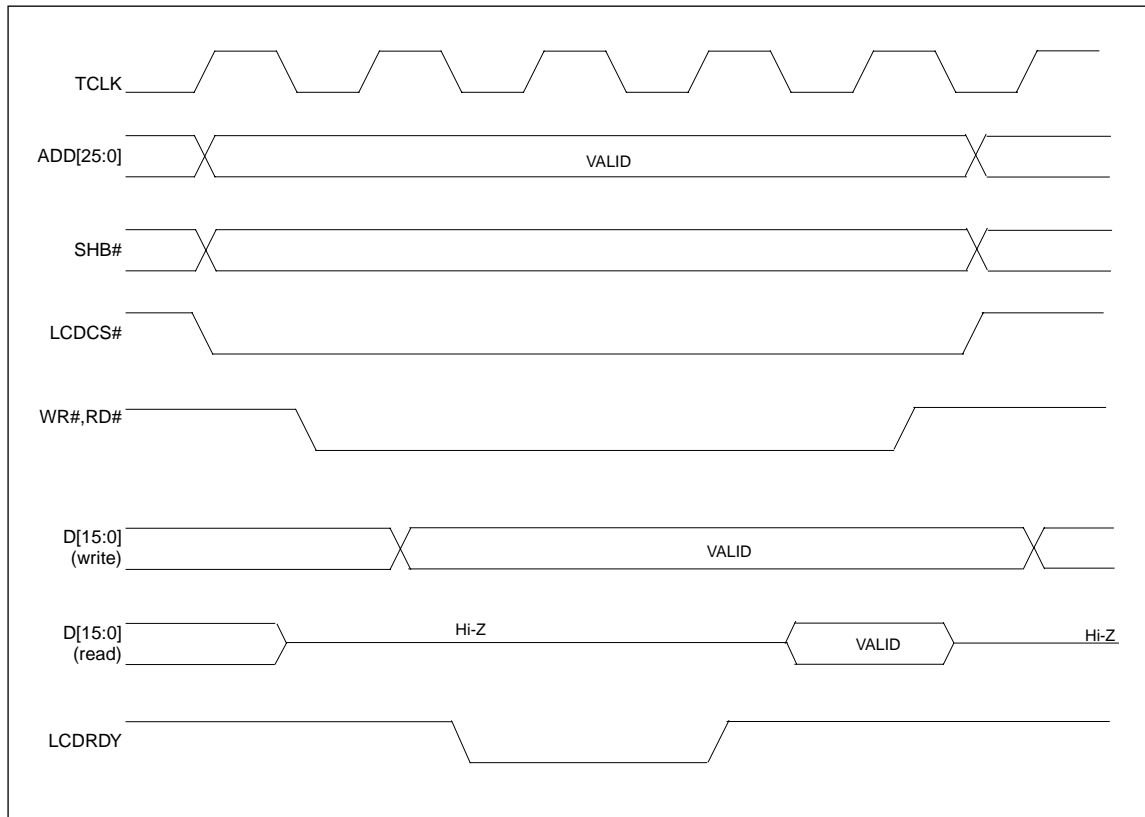 TCLK
ADD[25:0]
VALID
SHB#
LCDCS#
WR#,RD#
D[15:0]
(write)
VALID
D[15:0]
(read)
Hi-Z
VALID
Hi-Z
LCDRDY